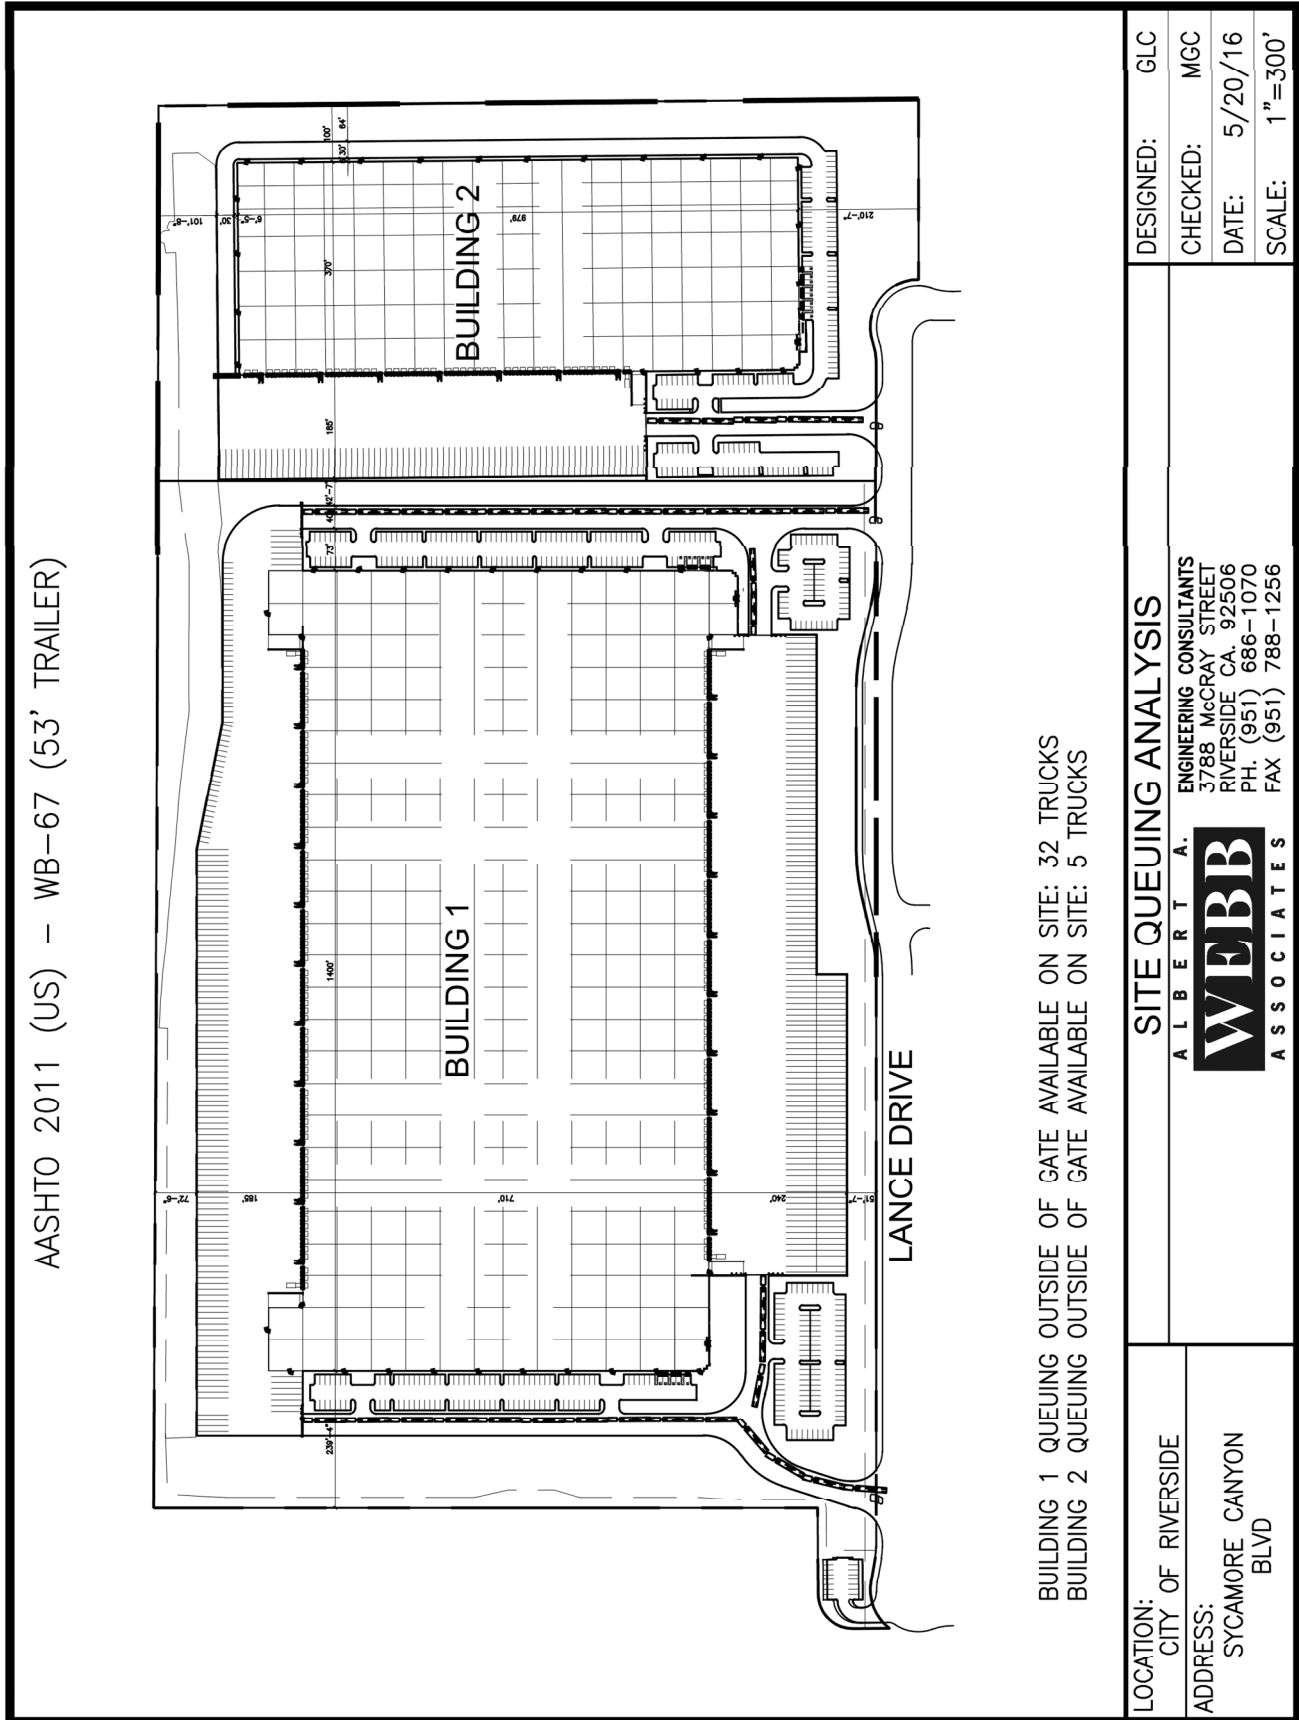 AASHTO 2011 (US) - WB-67 (53' TRAILER)
239'-4"
1400'
73'
40'
42'-7"
185'
370'
30'
100'
64'
72'-6"
185'
710'
240'
51'-7"
101'-6"
30'
6'-5"
979'
210'-7"
BUILDING 1
BUILDING 2
LANCE DRIVE
BUILDING 1 QUEUING OUTSIDE OF GATE AVAILABLE ON SITE: 32 TRUCKS
BUILDING 2 QUEUING OUTSIDE OF GATE AVAILABLE ON SITE: 5 TRUCKS
LOCATION:
CITY OF RIVERSIDE
ADDRESS:
SYCAMORE CANYON
BLVD
SITE QUEUING ANALYSIS
ALBERT A.
WEBB
ASSOCIATES
ENGINEERING CONSULTANTS
3788 McCRAY STREET
RIVERSIDE CA. 92506
PH. (951) 686-1070
FAX (951) 788-1256
DESIGNED: GLC
CHECKED: MGC
DATE: 5/20/16
SCALE: 1"=300'